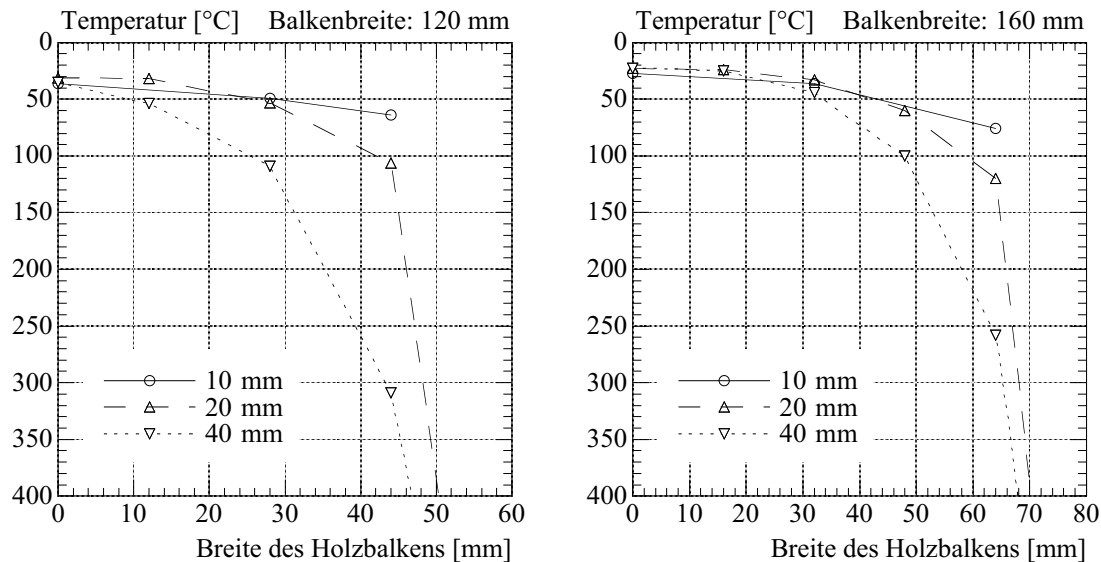 Temperatur [°C] Balkenbreite: 120 mm
0
50
100
150
200
250
300
350
400
10 mm
20 mm
40 mm
0 10 20 30 40 50 60
Breite des Holzbalkens [mm]
Temperatur [°C] Balkenbreite: 160 mm
0
50
100
150
200
250
300
350
400
10 mm
20 mm
40 mm
0 10 20 30 40 50 60 70 80
Breite des Holzbalkens [mm]